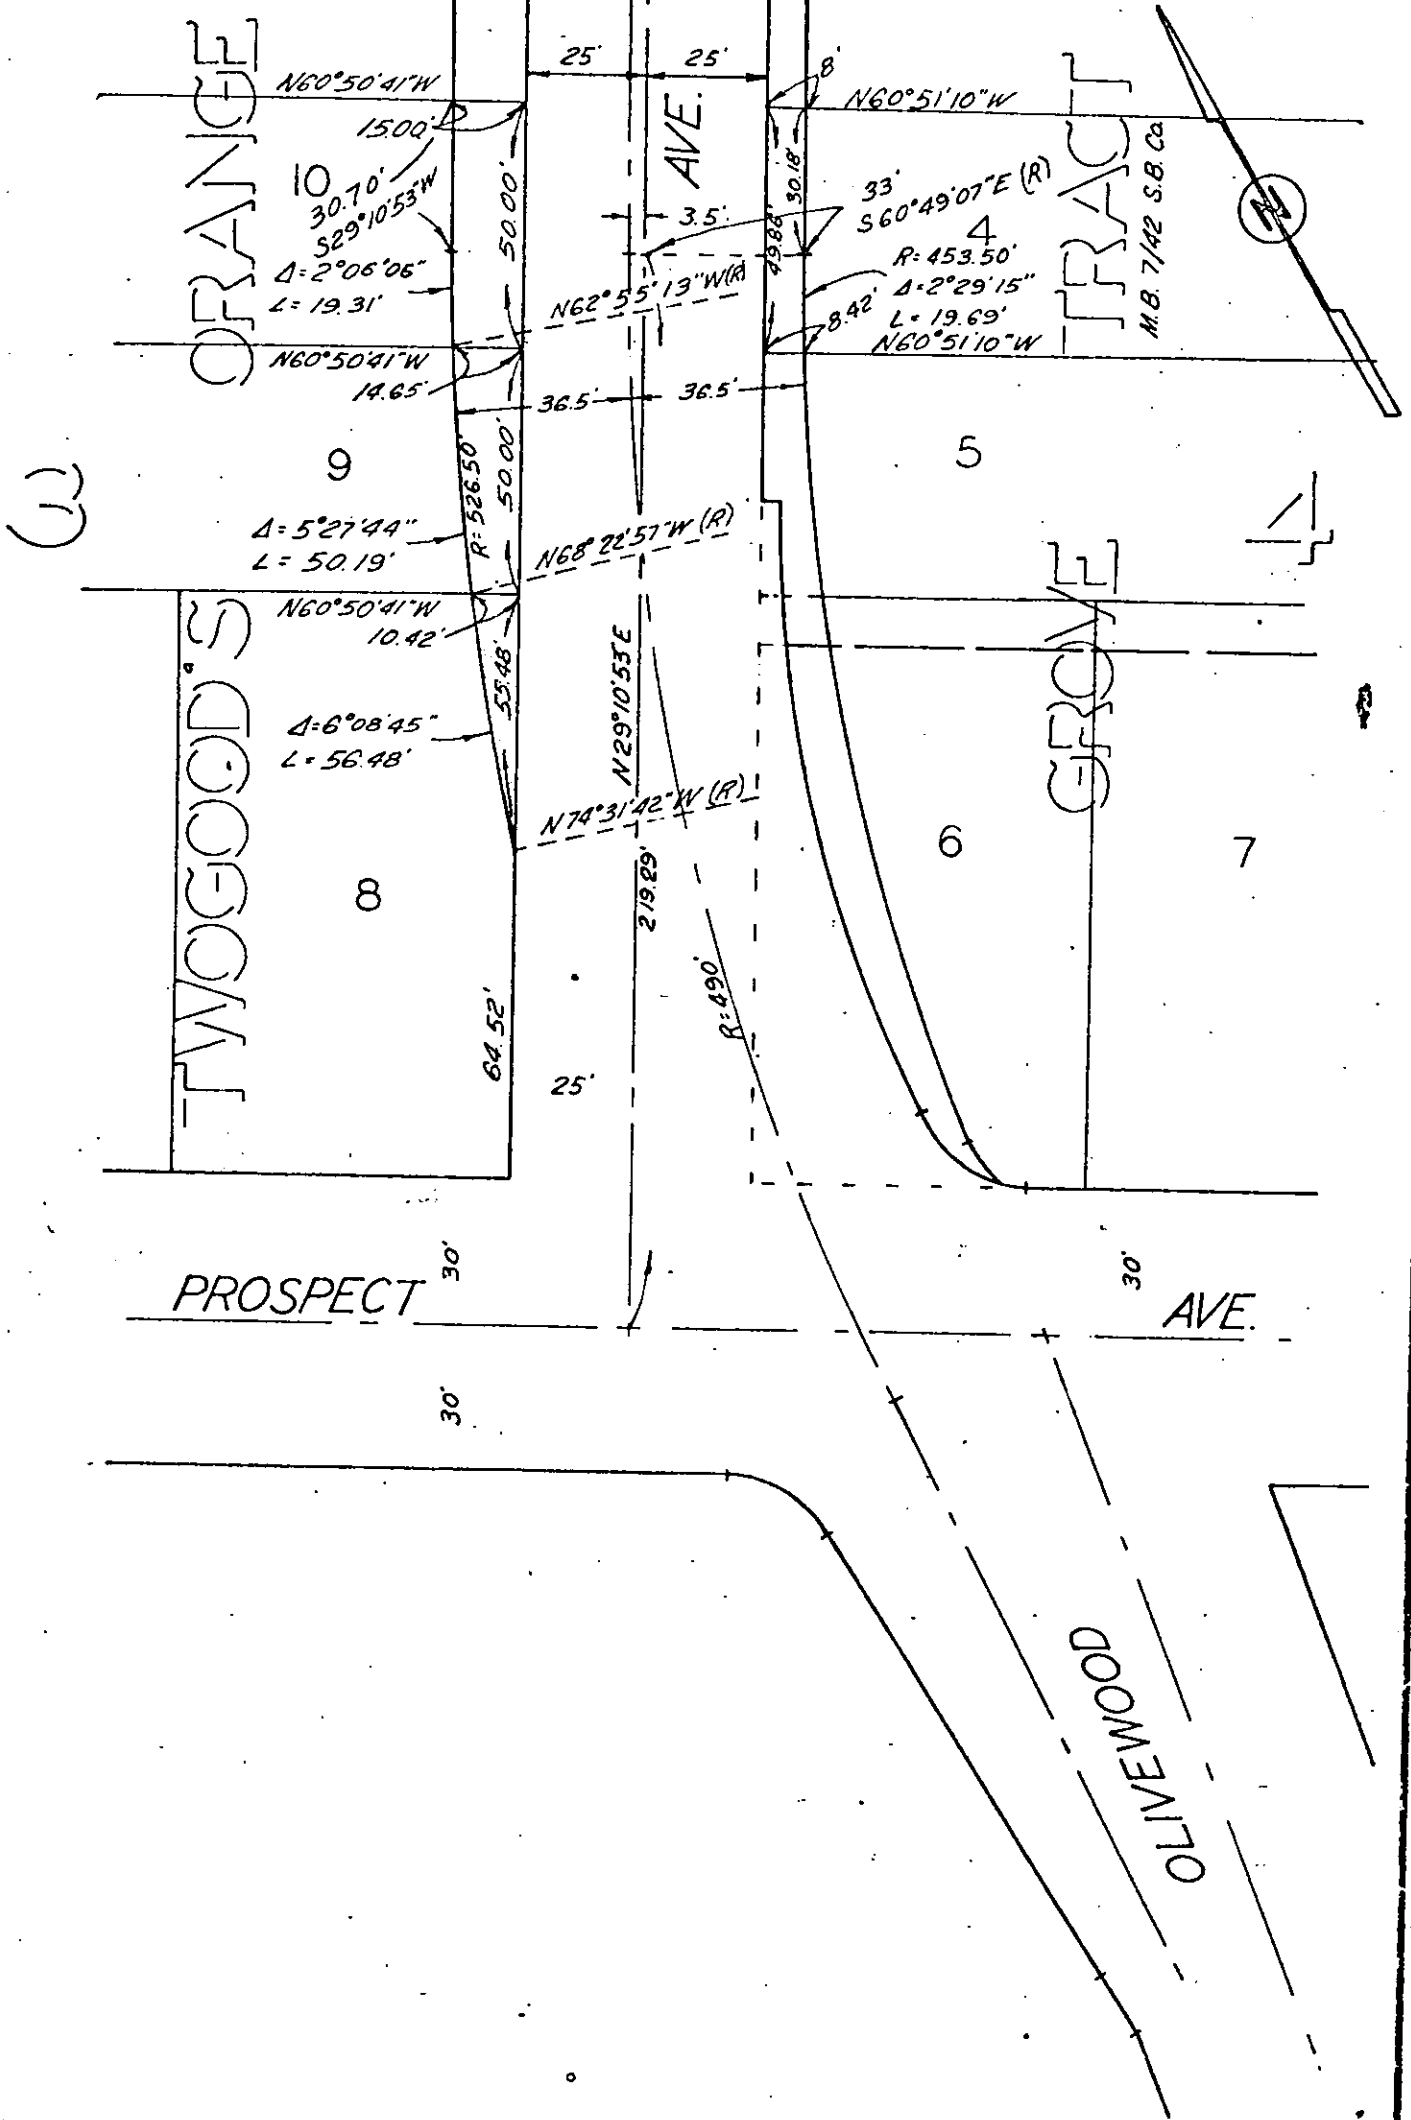 ORANGE
25'
25'
8'
N60°50'41"W
N60°51'10"W
AVE.
TRACT
M.B. 7/42 S.B. Co.
15.00'
10
30.70'
S29°10'53"W
50.00'
3.5'
49.86'
30.18'
33'
S60°49'07"E (R)
4
N
Δ=2°06'06"
L=19.31'
N62°55'13"W(R)
R=453.50'
Δ=2°29'15"
L=19.69'
8.42'
N60°50'41"W
N60°51'10"W
14.65'
36.5'
36.5'
9
5
R=526.50'
50.00'
Δ=5°27'44"
L=50.19'
N68°22'57"W (R)
4
GROVE
N60°50'41"W
10.42'
TWOGOOD'S
55.48'
N29°10'53"E
Δ=6°08'45"
L=56.48'
N74°31'42"W (R)
219.29'
8
6
7
R=490'
64.52'
25'
30'
30'
PROSPECT
AVE.
30'
OLIVEWOOD